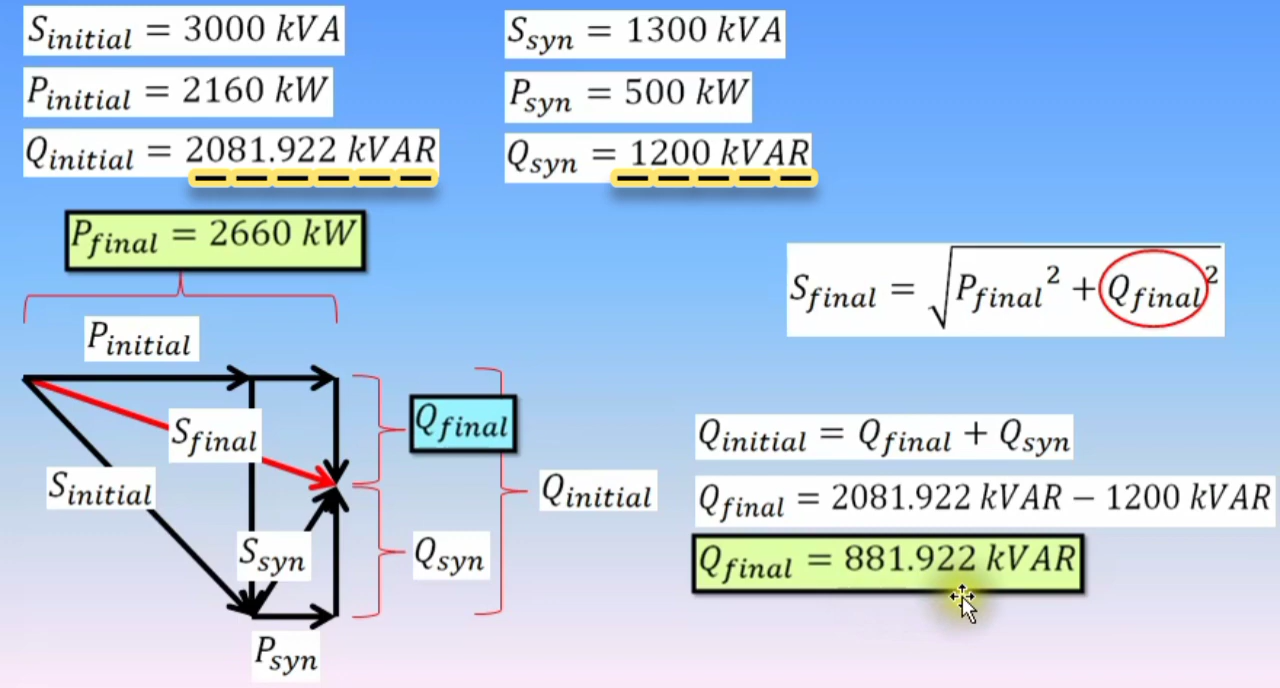 S_initial = 3000 kVA
P_initial = 2160 kW
Q_initial = 2081.922 kVAR
S_syn = 1300 kVA
P_syn = 500 kW
Q_syn = 1200 kVAR
P_final = 2660 kW
S_final = √(P_final² + Q_final²)
P_initial
S_final
S_initial
S_syn
P_syn
Q_final
Q_syn
Q_initial
Q_initial = Q_final + Q_syn
Q_final = 2081.922 kVAR − 1200 kVAR
Q_final = 881.922 kVAR